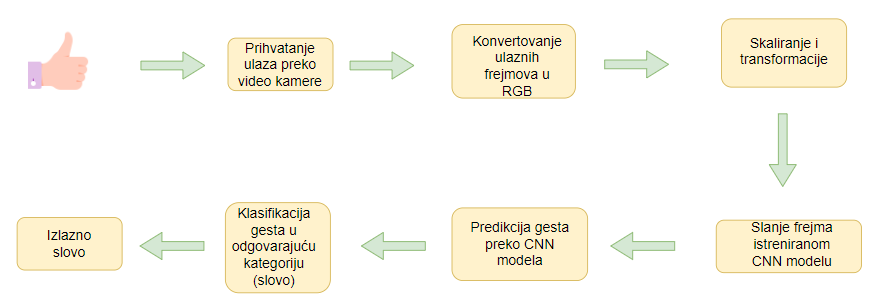 Prihvatanje
ulaza preko
video kamere
Konvertovanje
ulaznih
frejmova u
RGB
Skaliranje i
transformacije
Slanje frejma
istreniranom
CNN modelu
Predikcija gesta
preko CNN
modela
Klasifikacija
gesta u
odgovarajuću
kategoriju
(slovo)
Izlazno
slovo